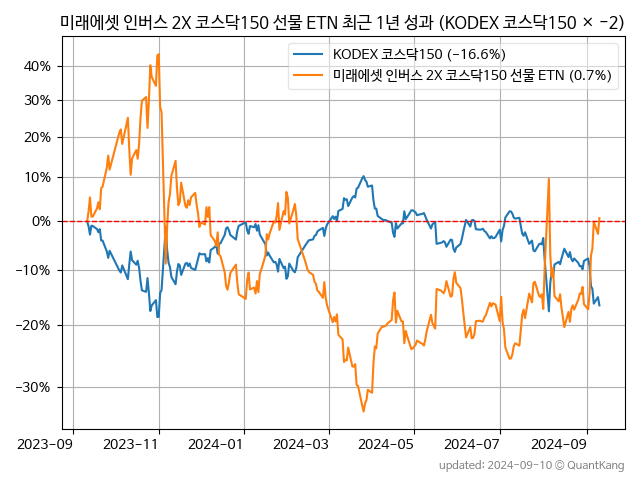 미래에셋 인버스 2X 코스닥150 선물 ETN 최근 1년 성과 (KODEX 코스닥150 × −2)
KODEX 코스닥150 (−16.6%)
미래에셋 인버스 2X 코스닥150 선물 ETN (0.7%)
40%
30%
20%
10%
0%
−10%
−20%
−30%
2023-09 2023-11 2024-01 2024-03 2024-05 2024-07 2024-09
updated: 2024-09-10 © QuantKang